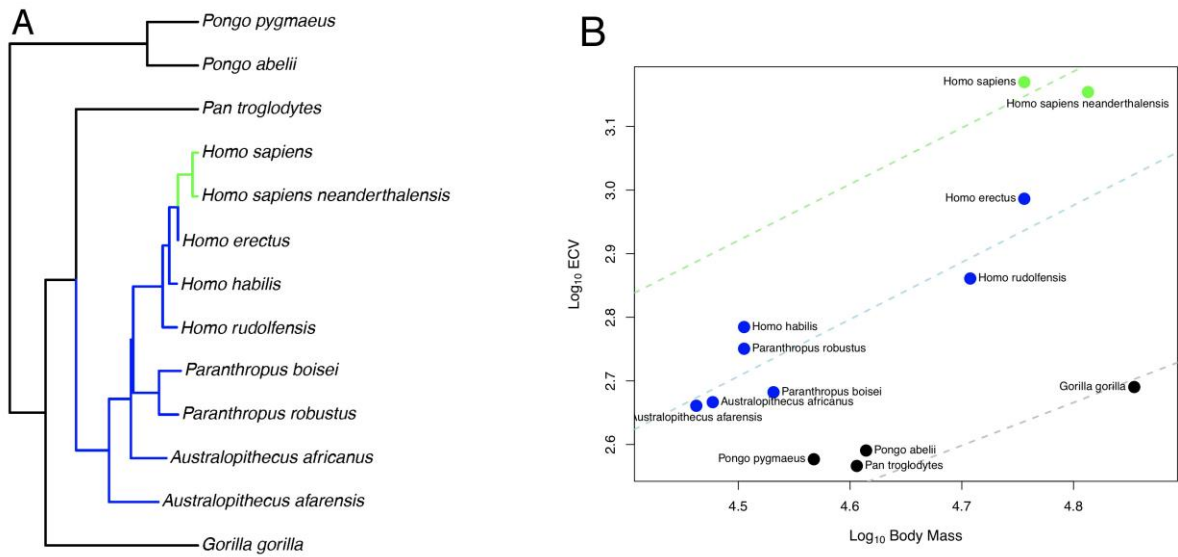 A
Pongo pygmaeus
Pongo abelii
Pan troglodytes
Homo sapiens
Homo sapiens neanderthalensis
Homo erectus
Homo habilis
Homo rudolfensis
Paranthropus boisei
Paranthropus robustus
Australopithecus africanus
Australopithecus afarensis
Gorilla gorilla
B
Homo sapiens
Homo sapiens neanderthalensis
Homo erectus
Homo rudolfensis
Homo habilis
Paranthropus robustus
Paranthropus boisei
Australopithecus africanus
Australopithecus afarensis
Gorilla gorilla
Pongo abelii
Pongo pygmaeus
Pan troglodytes
3.1
3.0
2.9
2.8
2.7
2.6
Log₁₀ ECV
4.5 4.6 4.7 4.8
Log₁₀ Body Mass